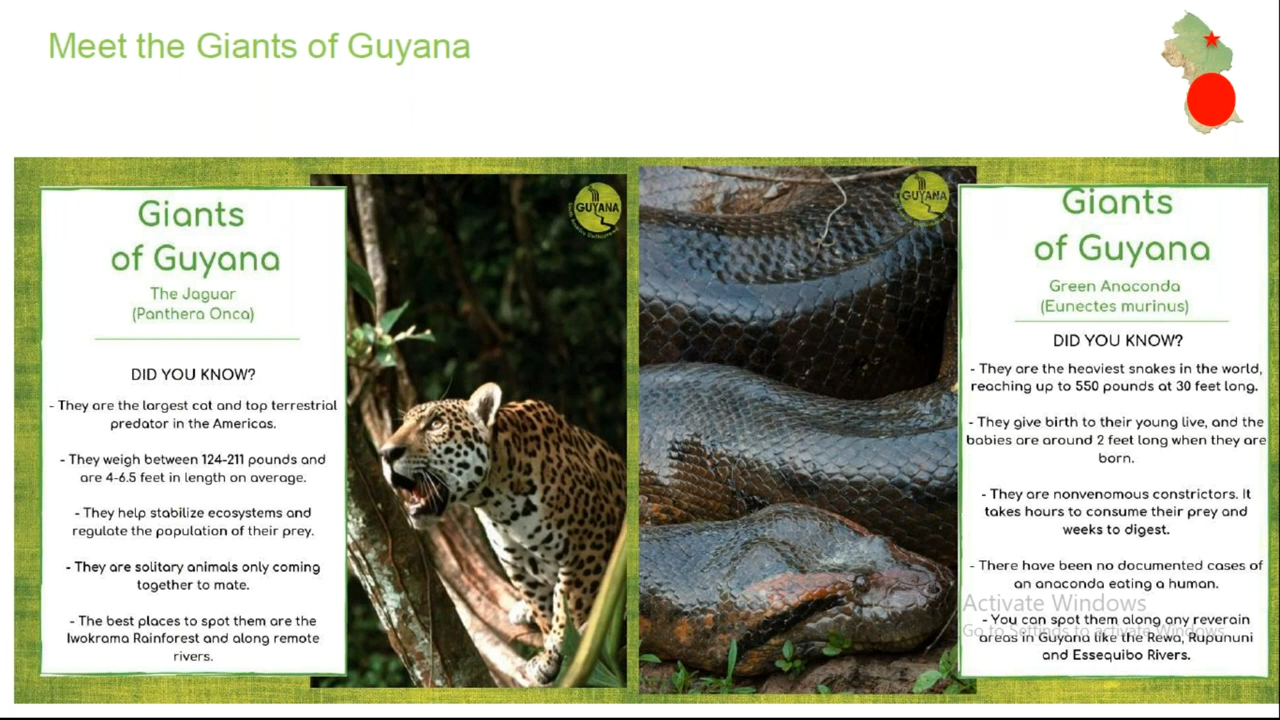 Meet the Giants of Guyana
Giants
of Guyana
The Jaguar
(Panthera Onca)
DID YOU KNOW?
- They are the largest cat and top terrestrial
predator in the Americas.
- They weigh between 124-211 pounds and
are 4-6.5 feet in length on average.
- They help stabilize ecosystems and
regulate the population of their prey.
- They are solitary animals only coming
together to mate.
- The best places to spot them are the
Iwokrama Rainforest and along remote
rivers.
GUYANA
GUYANA
Giants
of Guyana
Green Anaconda
(Eunectes murinus)
DID YOU KNOW?
- They are the heaviest snakes in the world,
reaching up to 550 pounds at 30 feet long.
- They give birth to their young live, and the
babies are around 2 feet long when they are
born.
- They are nonvenomous constrictors. It
takes hours to consume their prey and
weeks to digest.
- There have been no documented cases of
an anaconda eating a human.
- You can spot them along any reverain
areas in Guyana like the Rewa, Rupununi
and Essequibo Rivers.
Activate Windows
Go to Settings to activate Windows.